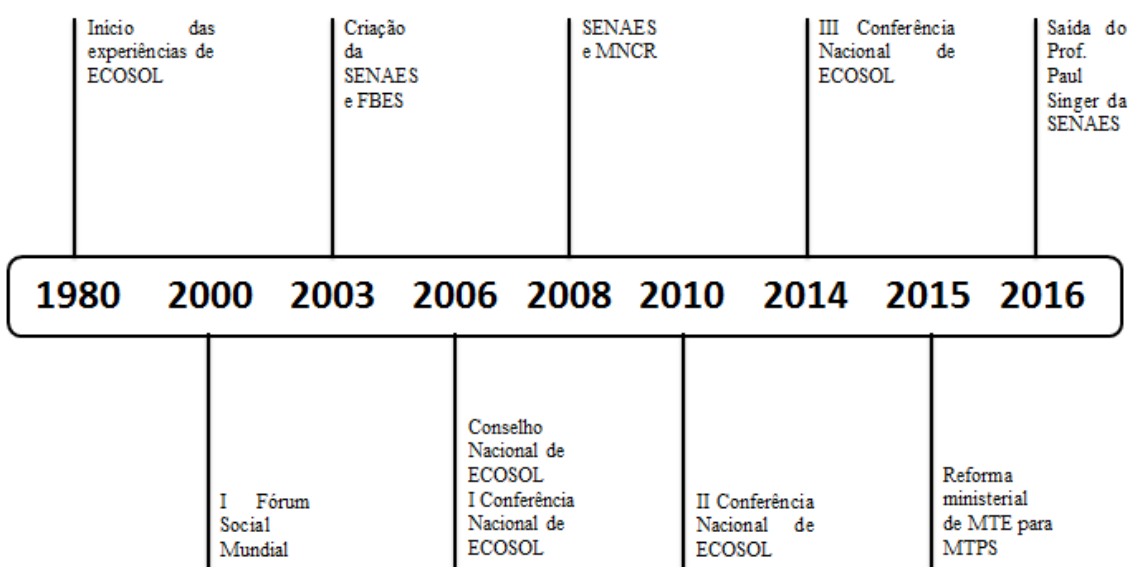 Início das
experiências de
ECOSOL
Criação
da
SENAES
e FBES
SENAES
e MNCR
III Conferência
Nacional de
ECOSOL
Saída do
Prof.
Paul
Singer da
SENAES
1980 2000 2003 2006 2008 2010 2014 2015 2016
I Fórum
Social
Mundial
Conselho
Nacional de
ECOSOL
I Conferência
Nacional de
ECOSOL
II Conferência
Nacional de
ECOSOL
Reforma
ministerial
de MTE para
MTPS